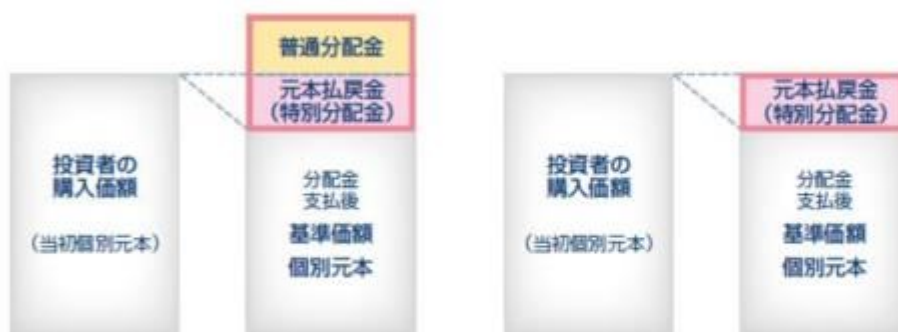 普通分配金
元本払戻金
(特別分配金)
投資者の
購入価額
(当初個別元本)
分配金
支払後
基準価額
個別元本
元本払戻金
(特別分配金)
投資者の
購入価額
(当初個別元本)
分配金
支払後
基準価額
個別元本